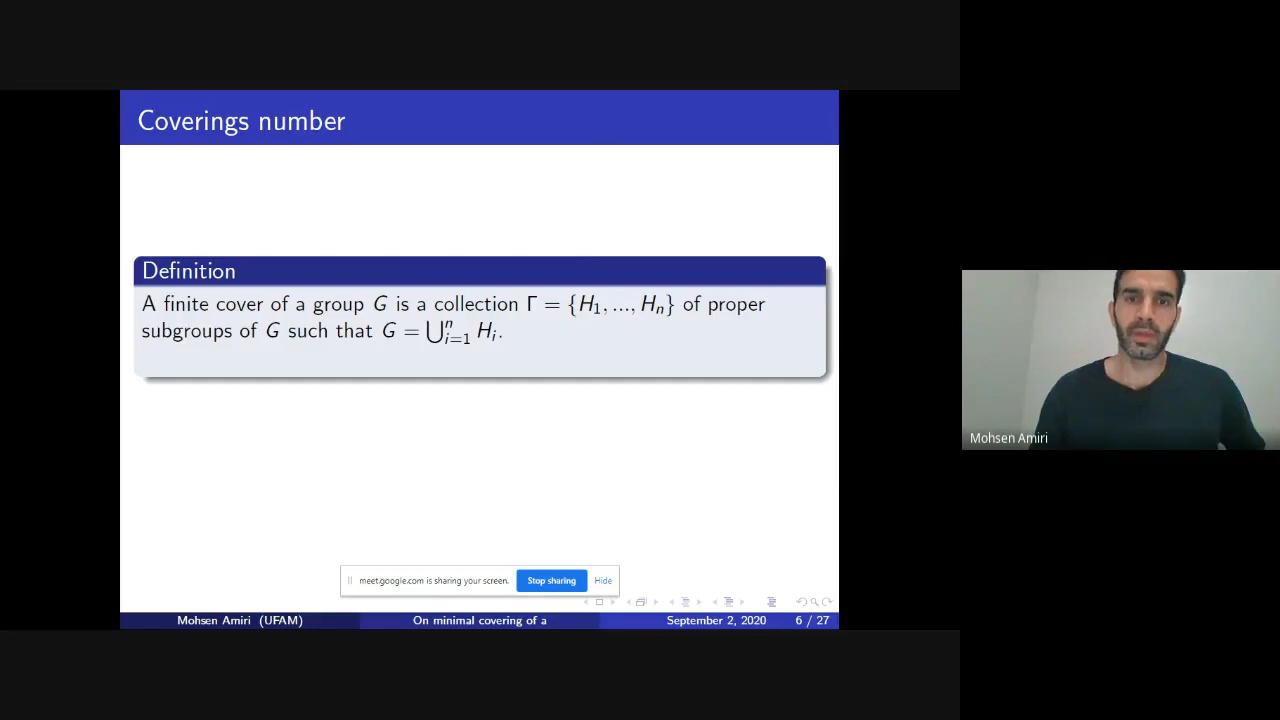 Coverings number
Definition
A finite cover of a group G is a collection Γ = {H₁, ..., Hₙ} of proper
subgroups of G such that G = ⋃ⁿᵢ₌₁ Hᵢ.
Mohsen Amiri
meet.google.com is sharing your screen.
Stop sharing
Hide
Mohsen Amiri (UFAM)
On minimal covering of a
September 2, 2020
6 / 27